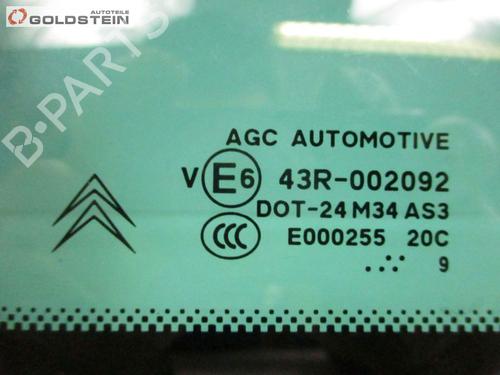 AUTOTEILE
GOLDSTEIN
B-PARTS
AGC AUTOMOTIVE
V E6 43R-002092
DOT-24 M34 AS3
CCC E000255 20C
9